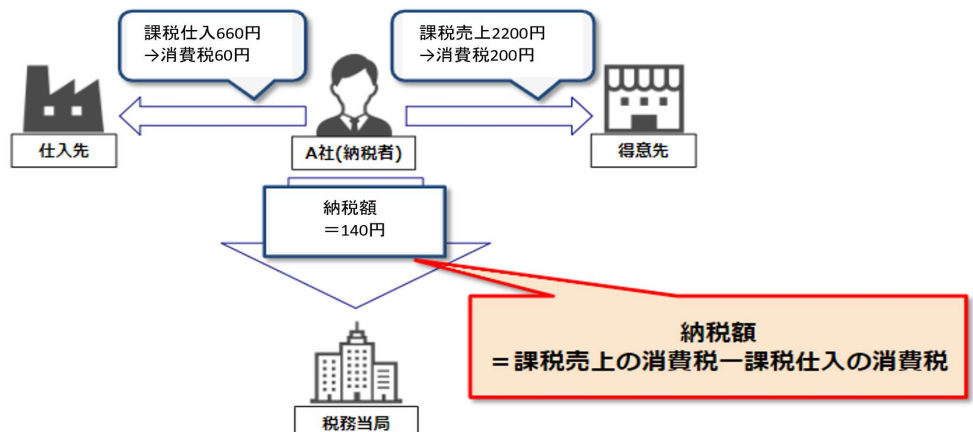 課税仕入660円
→消費税60円
課税売上2200円
→消費税200円
仕入先
A社(納税者)
得意先
納税額
＝140円
納税額
＝課税売上の消費税ー課税仕入の消費税
税務当局